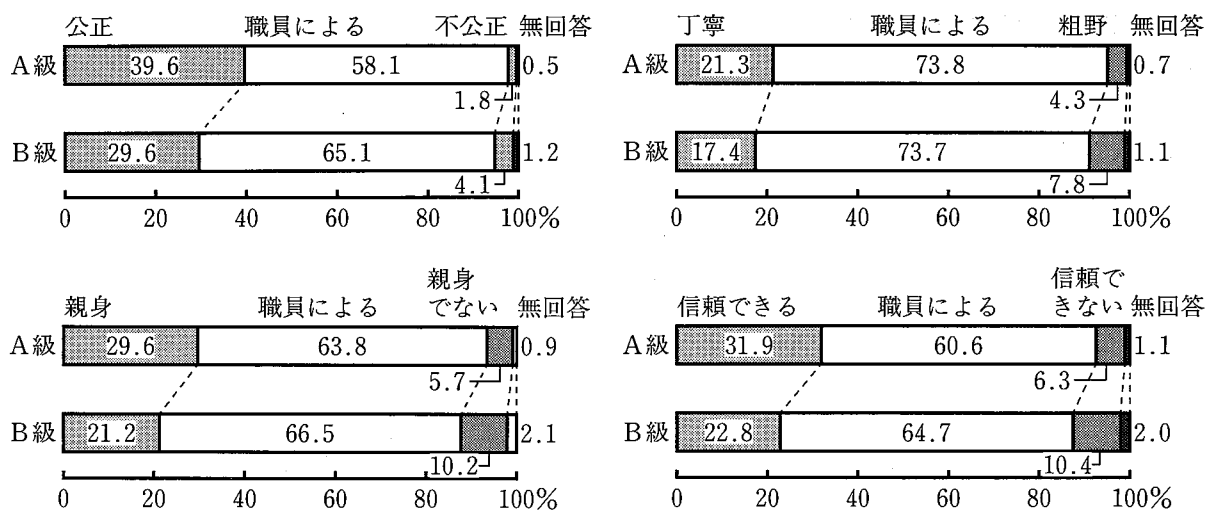 公正 職員による 不公正 無回答
A級 39.6 58.1 0.5
1.8
B級 29.6 65.1 1.2
4.1
0 20 40 60 80 100%
丁寧 職員による 粗野 無回答
A級 21.3 73.8 0.7
4.3
B級 17.4 73.7 1.1
7.8
0 20 40 60 80 100%
親身 職員による 親身でない 無回答
A級 29.6 63.8 0.9
5.7
B級 21.2 66.5 2.1
10.2
0 20 40 60 80 100%
信頼できる 職員による 信頼できない 無回答
A級 31.9 60.6 1.1
6.3
B級 22.8 64.7 2.0
10.4
0 20 40 60 80 100%